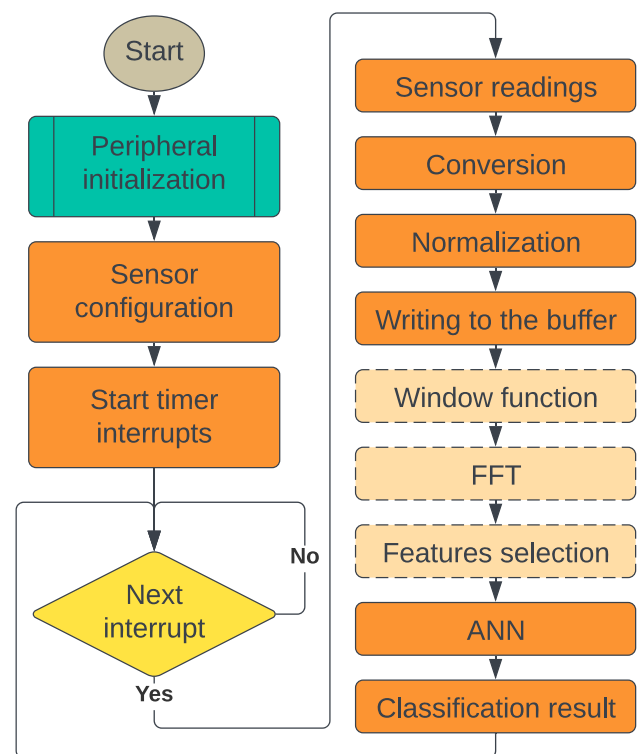 Start
Peripheral
initialization
Sensor
configuration
Start timer
interrupts
Next
interrupt
No
Yes
Sensor readings
Conversion
Normalization
Writing to the buffer
Window function
FFT
Features selection
ANN
Classification result